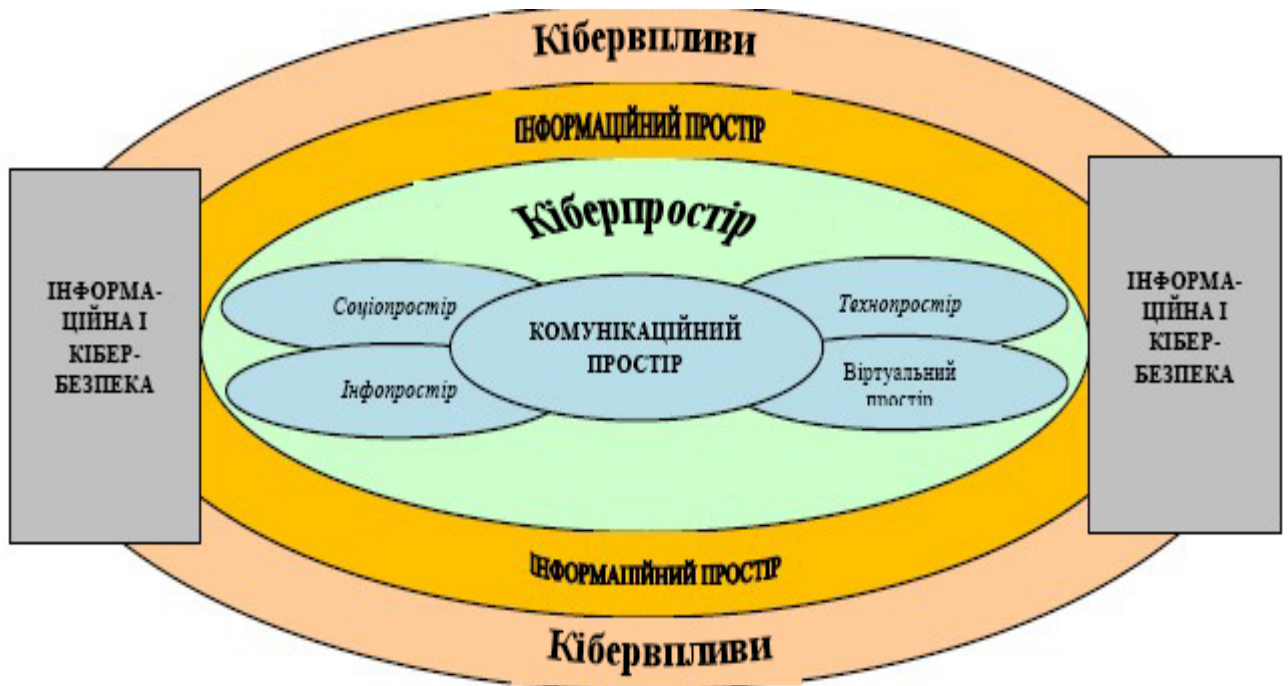 Кібервпливи
ІНФОРМАЦІЙНИЙ ПРОСТІР
Кіберпростір
ІНФОРМА-
ЦІЙНА І
КІБЕР-
БЕЗПЕКА
Соціопростір
Інфопростір
КОМУНІКАЦІЙНИЙ
ПРОСТІР
Технопростір
Віртуальний
простір
ІНФОРМА-
ЦІЙНА І
КІБЕР-
БЕЗПЕКА
ІНФОРМАЦІЙНИЙ ПРОСТІР
Кібервпливи